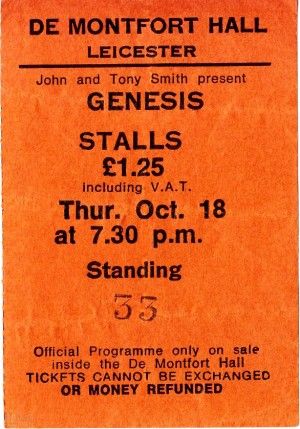 DE MONTFORT HALL
LEICESTER
John and Tony Smith present
GENESIS
STALLS
£1.25
including V.A.T.
Thur. Oct. 18
at 7.30 p.m.
Standing
33
Official Programme only on sale
inside the De Montfort Hall
TICKFTS CANNOT BE EXCHANGED
OR MONEY REFUNDED